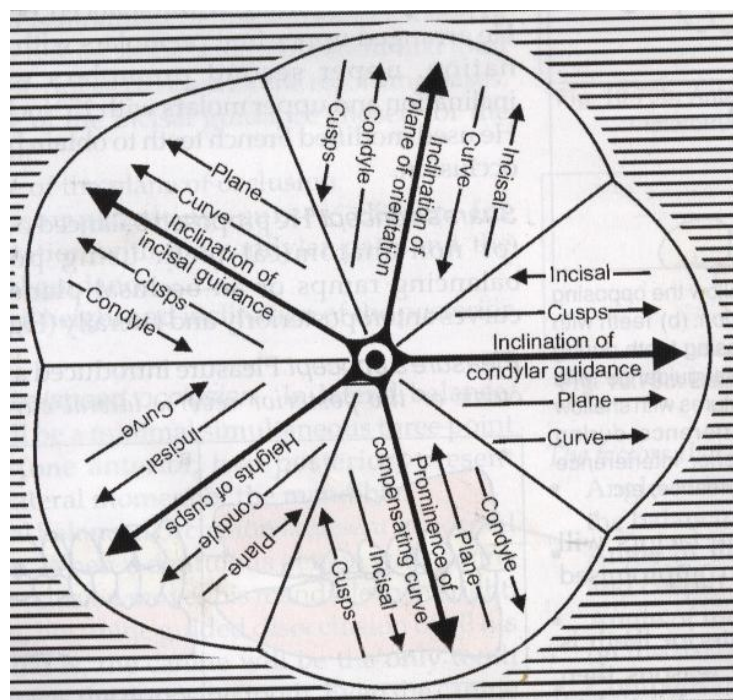 Cusps
Condyle
Inclination of
plane of orientation
Curve
Incisal
Incisal
Cusps
Inclination of
ndylar guidance
Plane
Curve
Condyle
Plane
rominence of
compensating curve
Incisal
Cusps
Plane
Condyle
Heights of cusps
Incisal
Curve
Condyle
Cusps
Inclination of
Incisal guidance
Curve
Plane